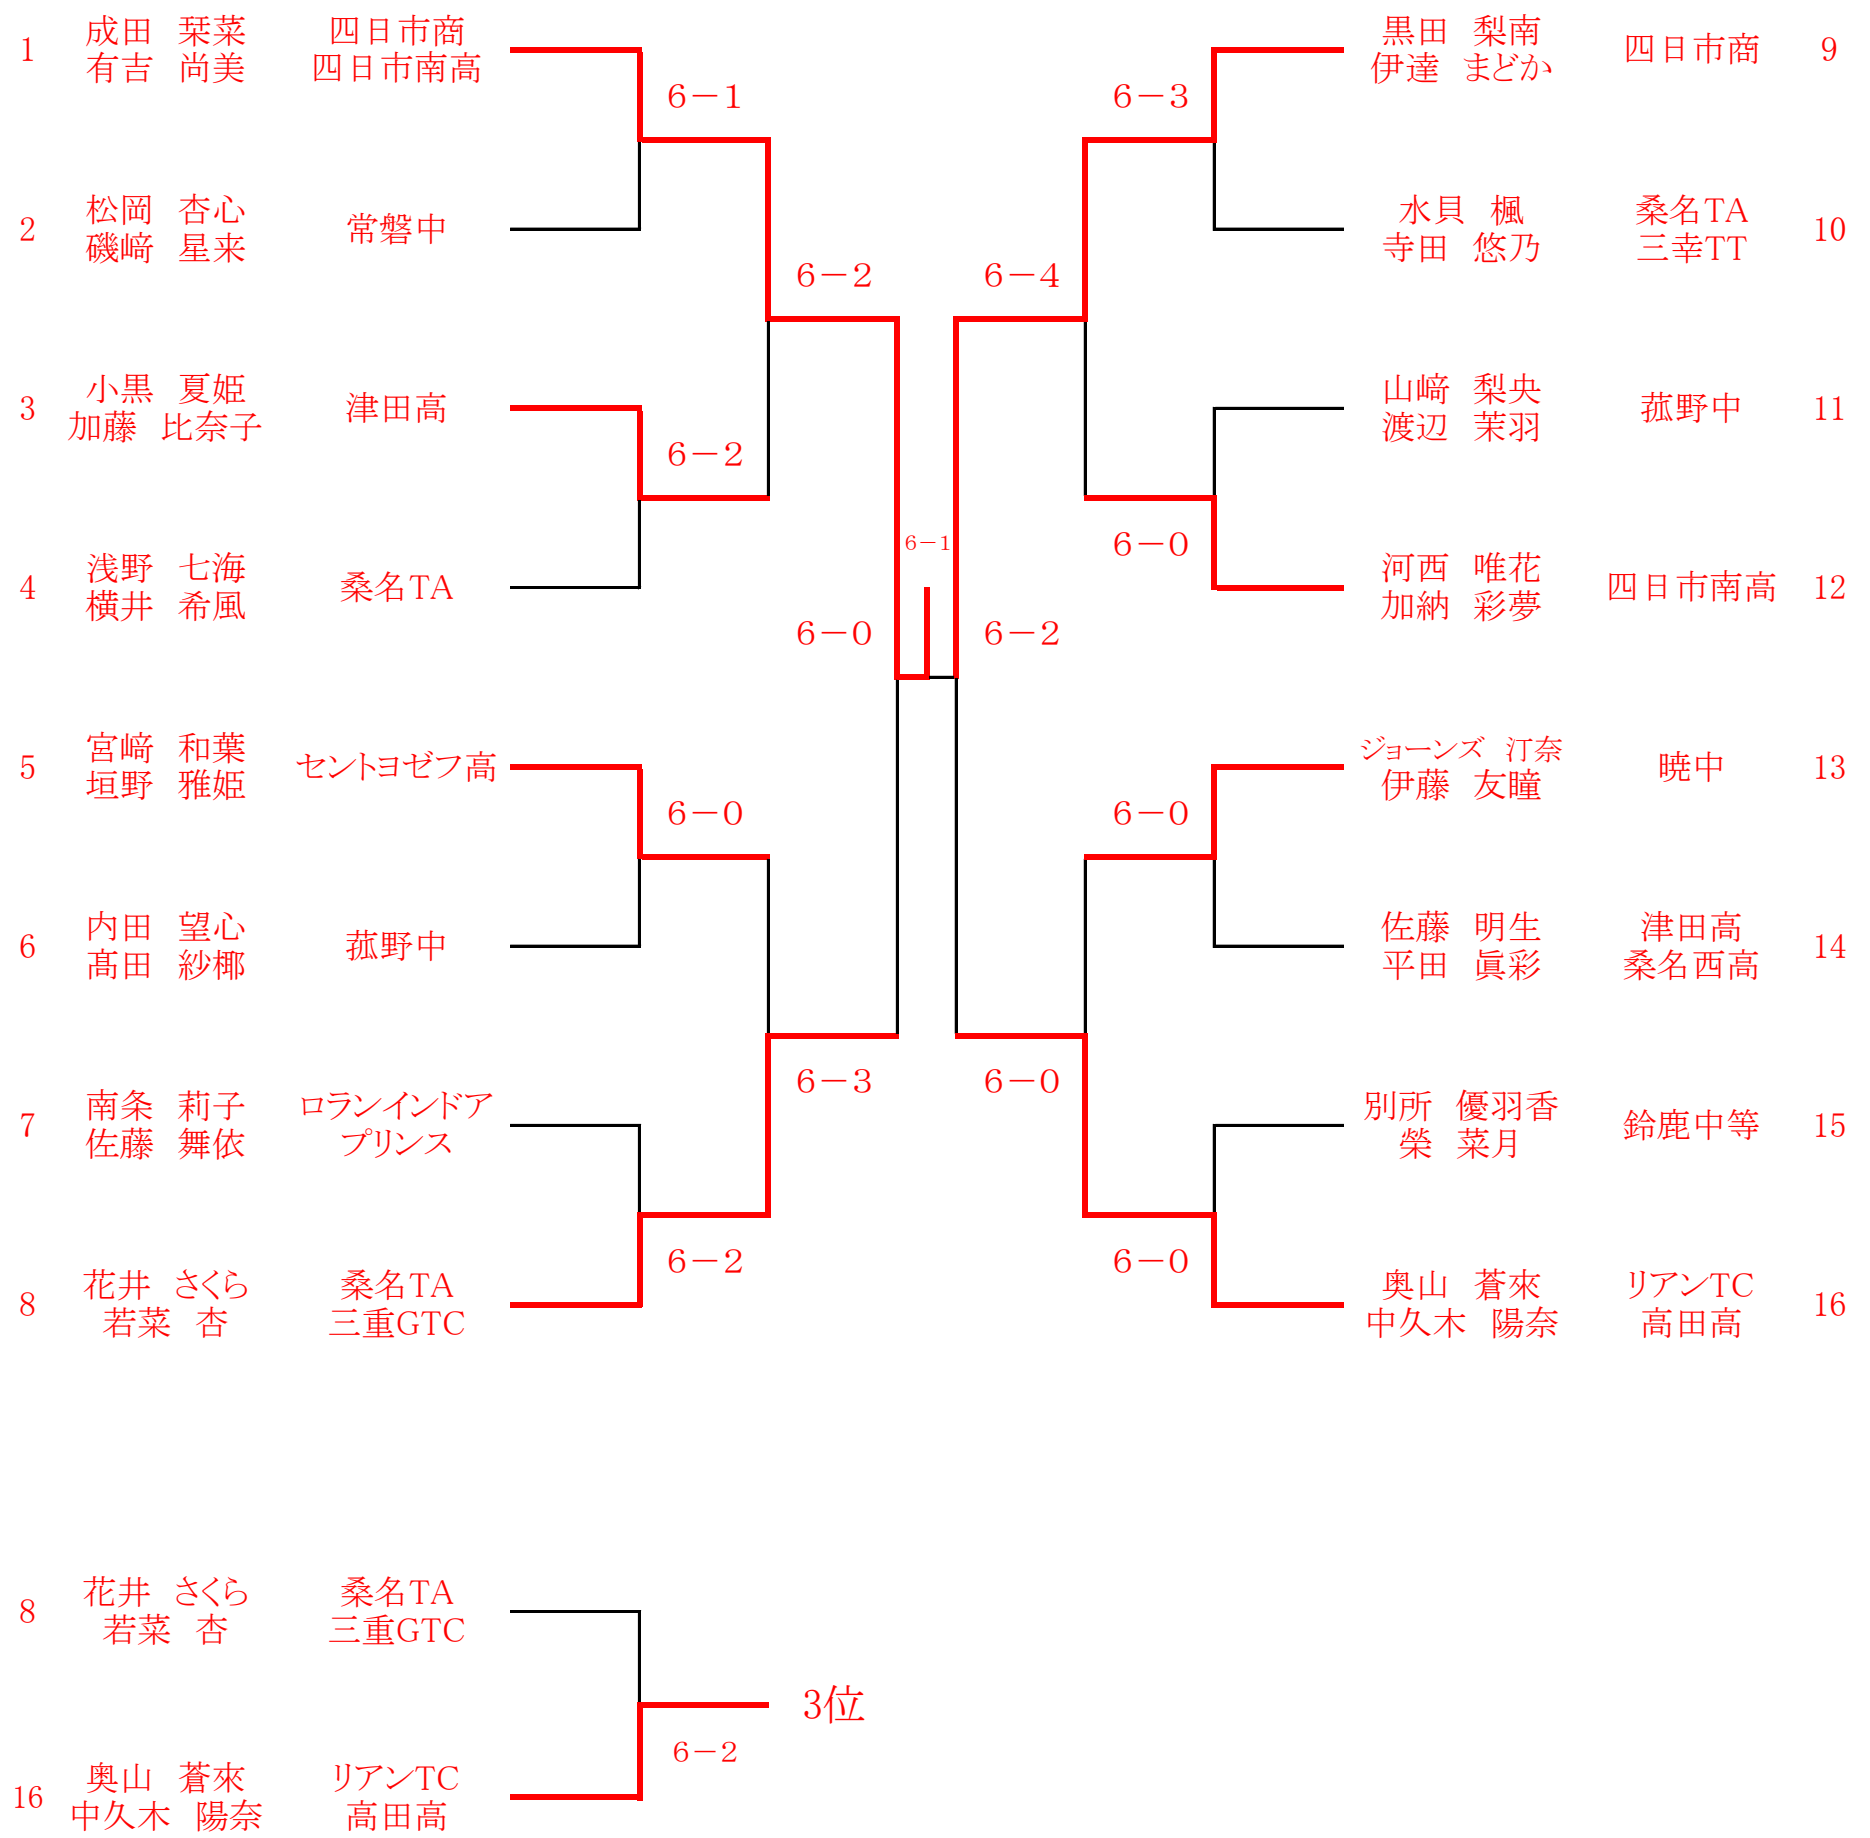 1 成田 栞菜 四日市商
有吉 尚美 四日市南高
6－1
2 松岡 杏心 常磐中
磯﨑 星来
6－2
3 小黒 夏姫 津田高
加藤 比奈子
6－2
4 浅野 七海 桑名TA
横井 希風
6－0
5 宮﨑 和葉 セントヨゼフ高
垣野 雅姫
6－0
6 内田 望心 菰野中
髙田 紗椰
6－3
7 南条 莉子 ロランインドア
佐藤 舞依 プリンス
6－2
8 花井 さくら 桑名TA
若菜 杏 三重GTC
6－1
黒田 梨南 四日市商 9
伊達 まどか
6－3
水貝 楓 桑名TA 10
寺田 悠乃 三幸TT
6－4
山﨑 梨央 菰野中 11
渡辺 茉羽
6－0
河西 唯花 四日市南高 12
加納 彩夢
6－2
ジョーンズ 汀奈 暁中 13
伊藤 友瞳
6－0
佐藤 明生 津田高 14
平田 眞彩 桑名西高
6－0
別所 優羽香 鈴鹿中等 15
榮 菜月
6－0
奥山 蒼來 リアンTC 16
中久木 陽奈 高田高
8 花井 さくら 桑名TA
若菜 杏 三重GTC
3位
6－2
16 奥山 蒼來 リアンTC
中久木 陽奈 高田高